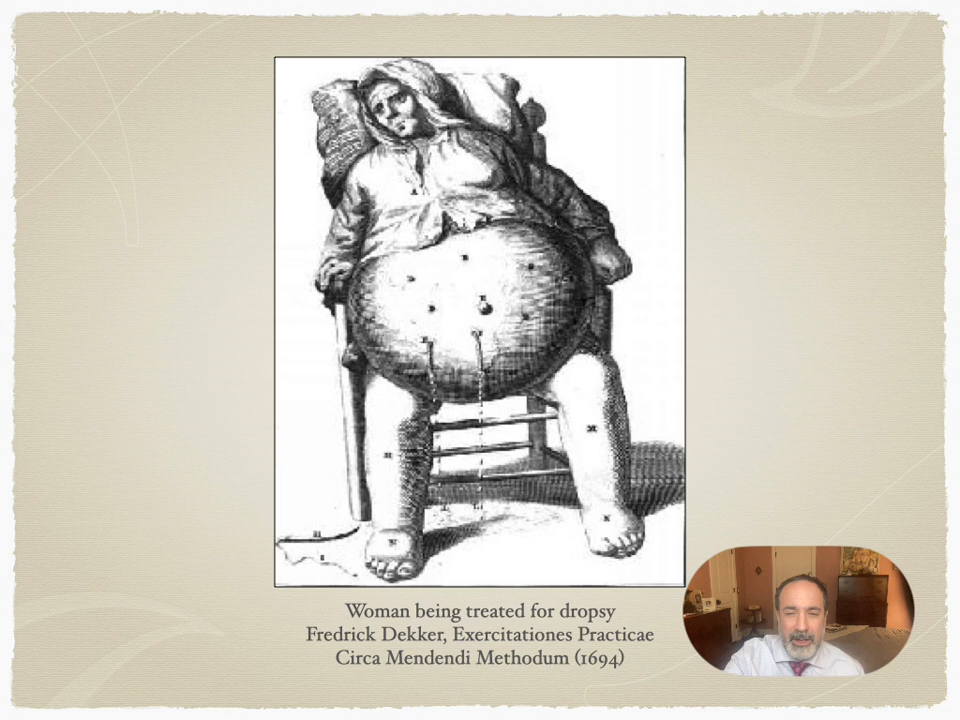 Woman being treated for dropsy
Fredrick Dekker, Exercitationes Practicae
Circa Mendendi Methodum (1694)